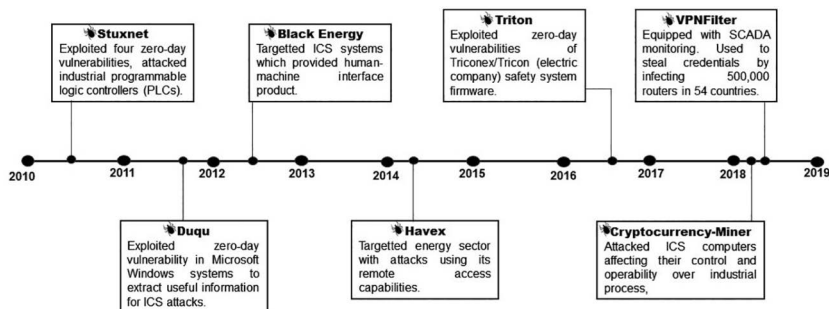 Stuxnet
Exploited four zero-day
vulnerabilities, attacked
industrial programmable
logic controllers (PLCs).
Black Energy
Targetted ICS systems
which provided human-
machine interface
product.
Triton
Exploited zero-day
vulnerabilities of
Triconex/Tricon (electric
company) safety system
firmware.
VPNFilter
Equipped with SCADA
monitoring. Used to
steal credentials by
infecting 500,000
routers in 54 countries.
2010
2011
2012
2013
2014
2015
2016
2017
2018
2019
Duqu
Exploited zero-day
vulnerability in Microsoft
Windows systems to
extract useful information
for ICS attacks.
Havex
Targetted energy sector
with attacks using its
remote access
capabilities.
Cryptocurrency-Miner
Attacked ICS computers
affecting their control and
operability over industrial
process,